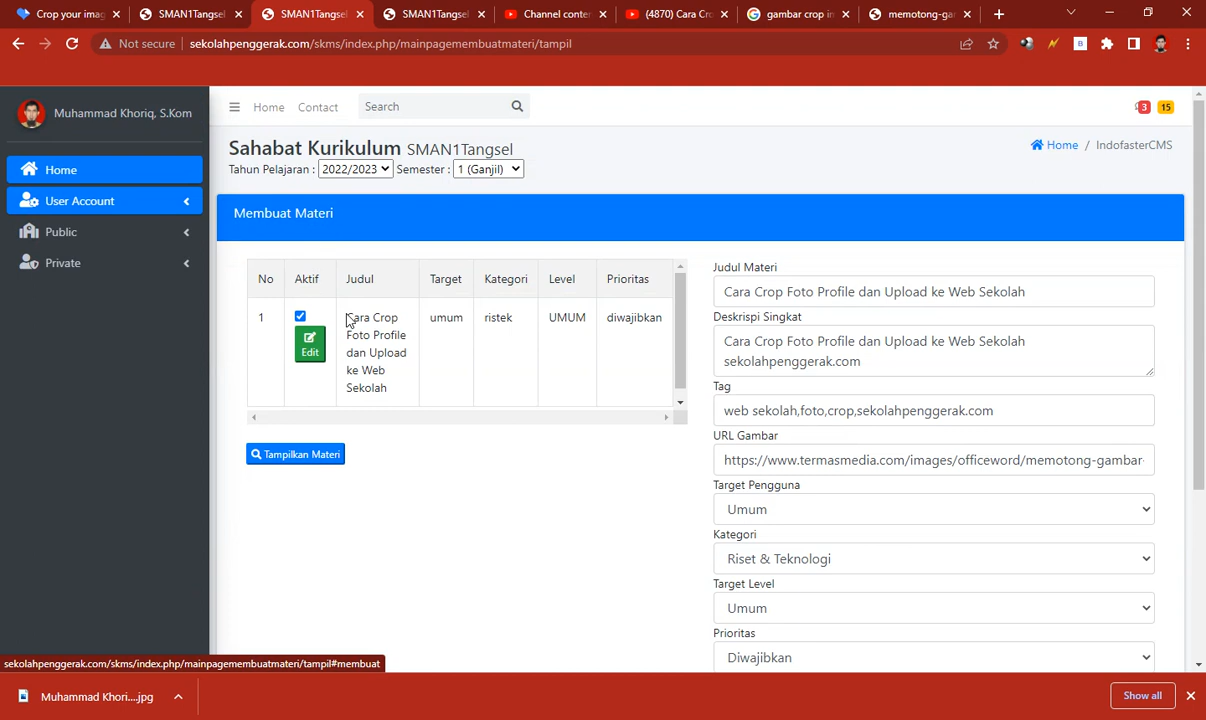 Crop your imag
SMAN1Tangsel
SMAN1Tangsel
SMAN1Tangsel
Channel conten
(4870) Cara Cro
gambar crop in
memotong-gam
Not secure
sekolahpenggerak.com/skms/index.php/mainpagemembuatmateri/tampil
Muhammad Khoriq, S.Kom
Home
Contact
Search
3
15
Home
User Account
Public
Private
Sahabat Kurikulum SMAN1Tangsel
Home / IndofasterCMS
Tahun Pelajaran : 2022/2023 Semester : 1 (Ganjil)
Membuat Materi
No Aktif Judul Target Kategori Level Prioritas
1 Cara Crop umum ristek UMUM diwajibkan
Edit
Foto Profile
dan Upload
ke Web
Sekolah
Tampilkan Materi
Judul Materi
Cara Crop Foto Profile dan Upload ke Web Sekolah
Deskrispi Singkat
Cara Crop Foto Profile dan Upload ke Web Sekolah
sekolahpenggerak.com
Tag
web sekolah,foto,crop,sekolahpenggerak.com
URL Gambar
https://www.termasmedia.com/images/officeword/memotong-gambar-
Target Pengguna
Umum
Kategori
Riset & Teknologi
Target Level
Umum
Prioritas
Diwajibkan
sekolahpenggerak.com/skms/index.php/mainpagemembuatmateri/tampil#membuat
Muhammad Khori....jpg
Show all